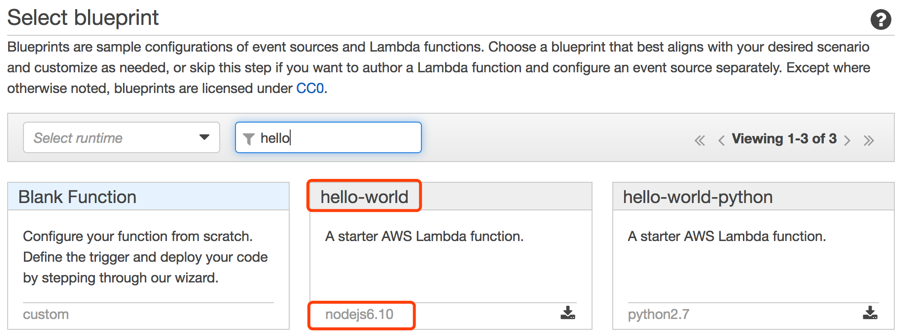 Select blueprint
?
Blueprints are sample configurations of event sources and Lambda functions. Choose a blueprint that best aligns with your desired scenario
and customize as needed, or skip this step if you want to author a Lambda function and configure an event source separately. Except where
otherwise noted, blueprints are licensed under CC0.
Select runtime
hello
« ‹ Viewing 1-3 of 3 › »
Blank Function
Configure your function from scratch.
Define the trigger and deploy your code
by stepping through our wizard.
custom
hello-world
A starter AWS Lambda function.
nodejs6.10
hello-world-python
A starter AWS Lambda function.
python2.7